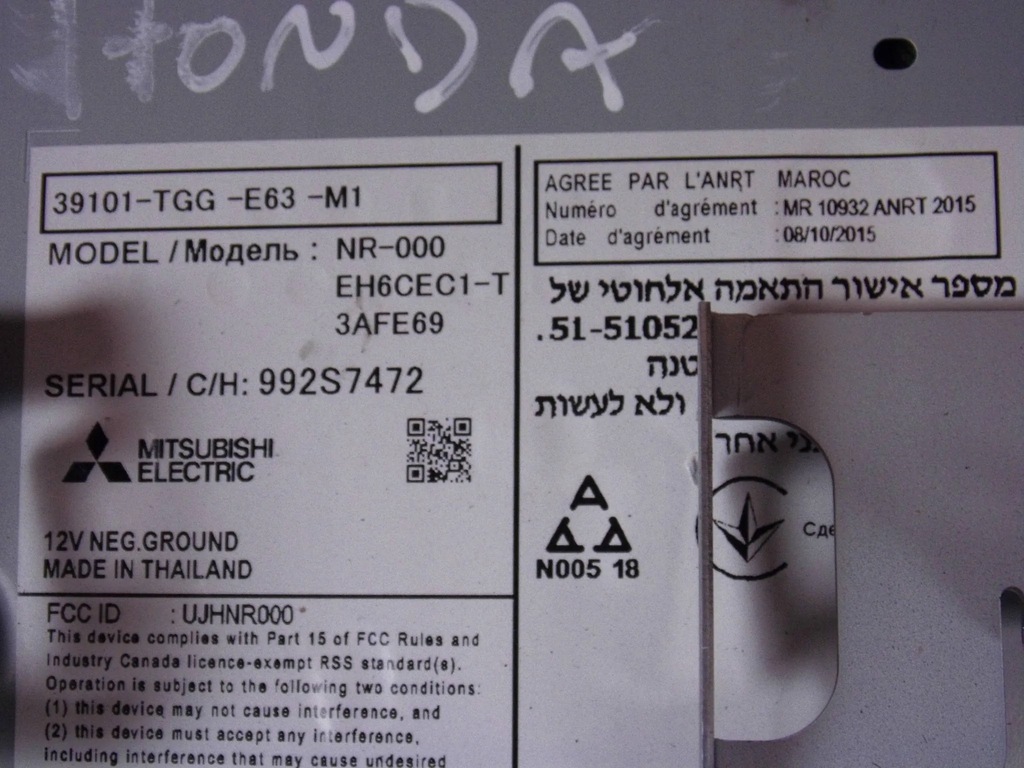 HONDA
39101-TGG -E63 -M1
MODEL / Модель : NR-000
EH6CEC1-T
3AFE69
SERIAL / С/Н: 992S7472
MITSUBISHI
ELECTRIC
12V NEG.GROUND
MADE IN THAILAND
FCC ID : UJHNR000
This device complies with Part 15 of FCC Rules and
Industry Canada licence-exempt RSS standard(s).
Operation is subject to the following two conditions:
(1) this device may not cause interference, and
(2) this device must accept any interference,
including interference that may cause undesired
AGREE PAR L'ANRT MAROC
Numéro d'agrément : MR 10932 ANRT 2015
Date d'agrément : 08/10/2015
מספר אישור התאמה אלחוטי של
51-51052.
ולא לעשות
אחר
N005 18